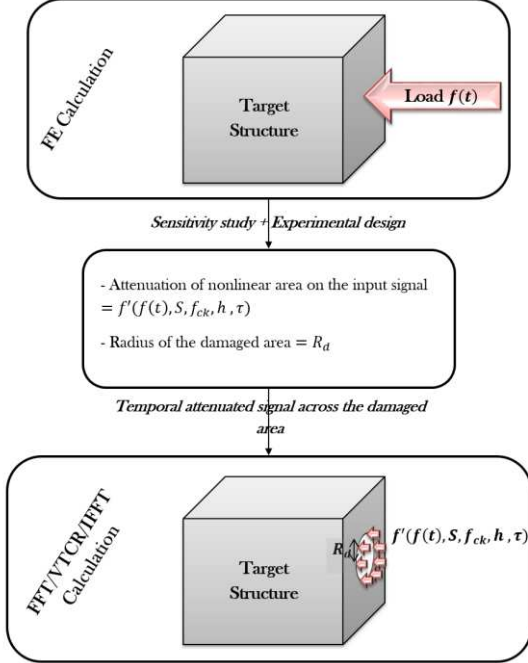 FE Calculation
Target
Structure
Load f(t)
Sensitivity study + Experimental design
- Attenuation of nonlinear area on the input signal
= f'(f(t), S, f_ck, h , τ)
- Radius of the damaged area = R_d
Temporal attenuated signal across the damaged
area
FFT/VTCR/IFFT
Calculation
Target
Structure
R_d
f'(f(t), S, f_ck, h , τ)